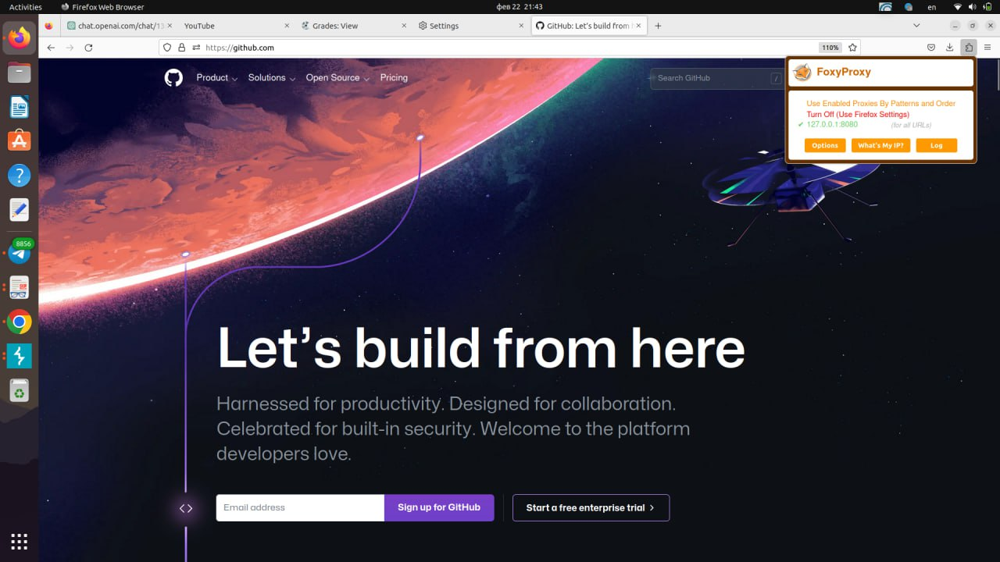 Activities
Firefox Web Browser
фев 22 21:43
en
chat.openai.com/chat/13
YouTube
Grades: View
Settings
GitHub: Let's build from
https://github.com
110%
Product
Solutions
Open Source
Pricing
Search GitHub
/
FoxyProxy
Use Enabled Proxies By Patterns and Order
Turn Off (Use Firefox Settings)
✔ 127.0.0.1:8080 (for all URLs)
Options
What's My IP?
Log
8856
Let's build from here
Harnessed for productivity. Designed for collaboration.
Celebrated for built-in security. Welcome to the platform
developers love.
Email address
Sign up for GitHub
Start a free enterprise trial